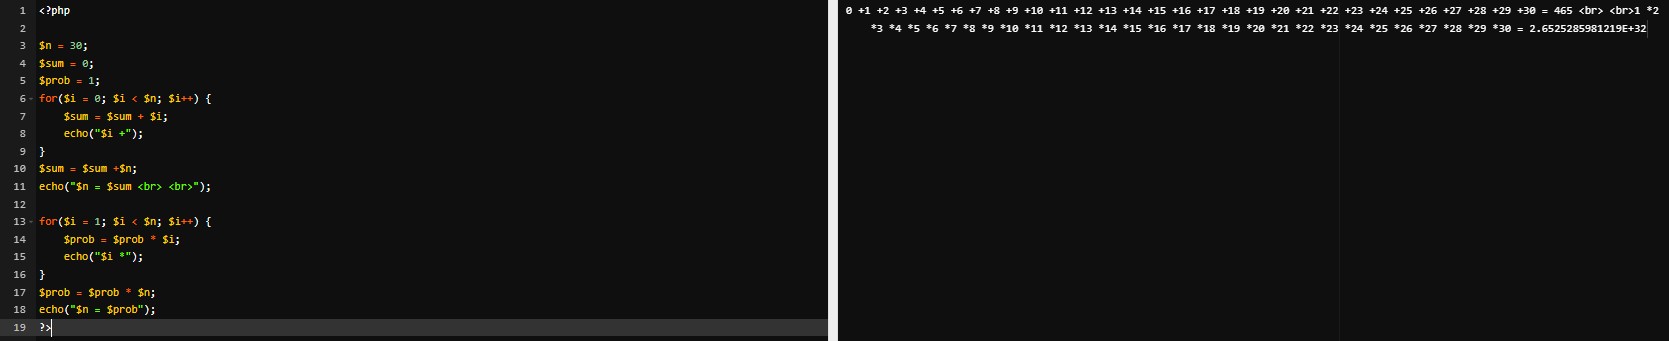 1 <?php
2
3 $n = 30;
4 $sum = 0;
5 $prob = 1;
6 for($i = 0; $i < $n; $i++) {
7 $sum = $sum + $i;
8 echo("$i +");
9 }
10 $sum = $sum +$n;
11 echo("$n = $sum <br> <br>");
12
13 for($i = 1; $i < $n; $i++) {
14 $prob = $prob * $i;
15 echo("$i *");
16 }
17 $prob = $prob * $n;
18 echo("$n = $prob");
19 ?>
0 +1 +2 +3 +4 +5 +6 +7 +8 +9 +10 +11 +12 +13 +14 +15 +16 +17 +18 +19 +20 +21 +22 +23 +24 +25 +26 +27 +28 +29 +30 = 465 <br> <br>1 *2
*3 *4 *5 *6 *7 *8 *9 *10 *11 *12 *13 *14 *15 *16 *17 *18 *19 *20 *21 *22 *23 *24 *25 *26 *27 *28 *29 *30 = 2.6525285981219E+32